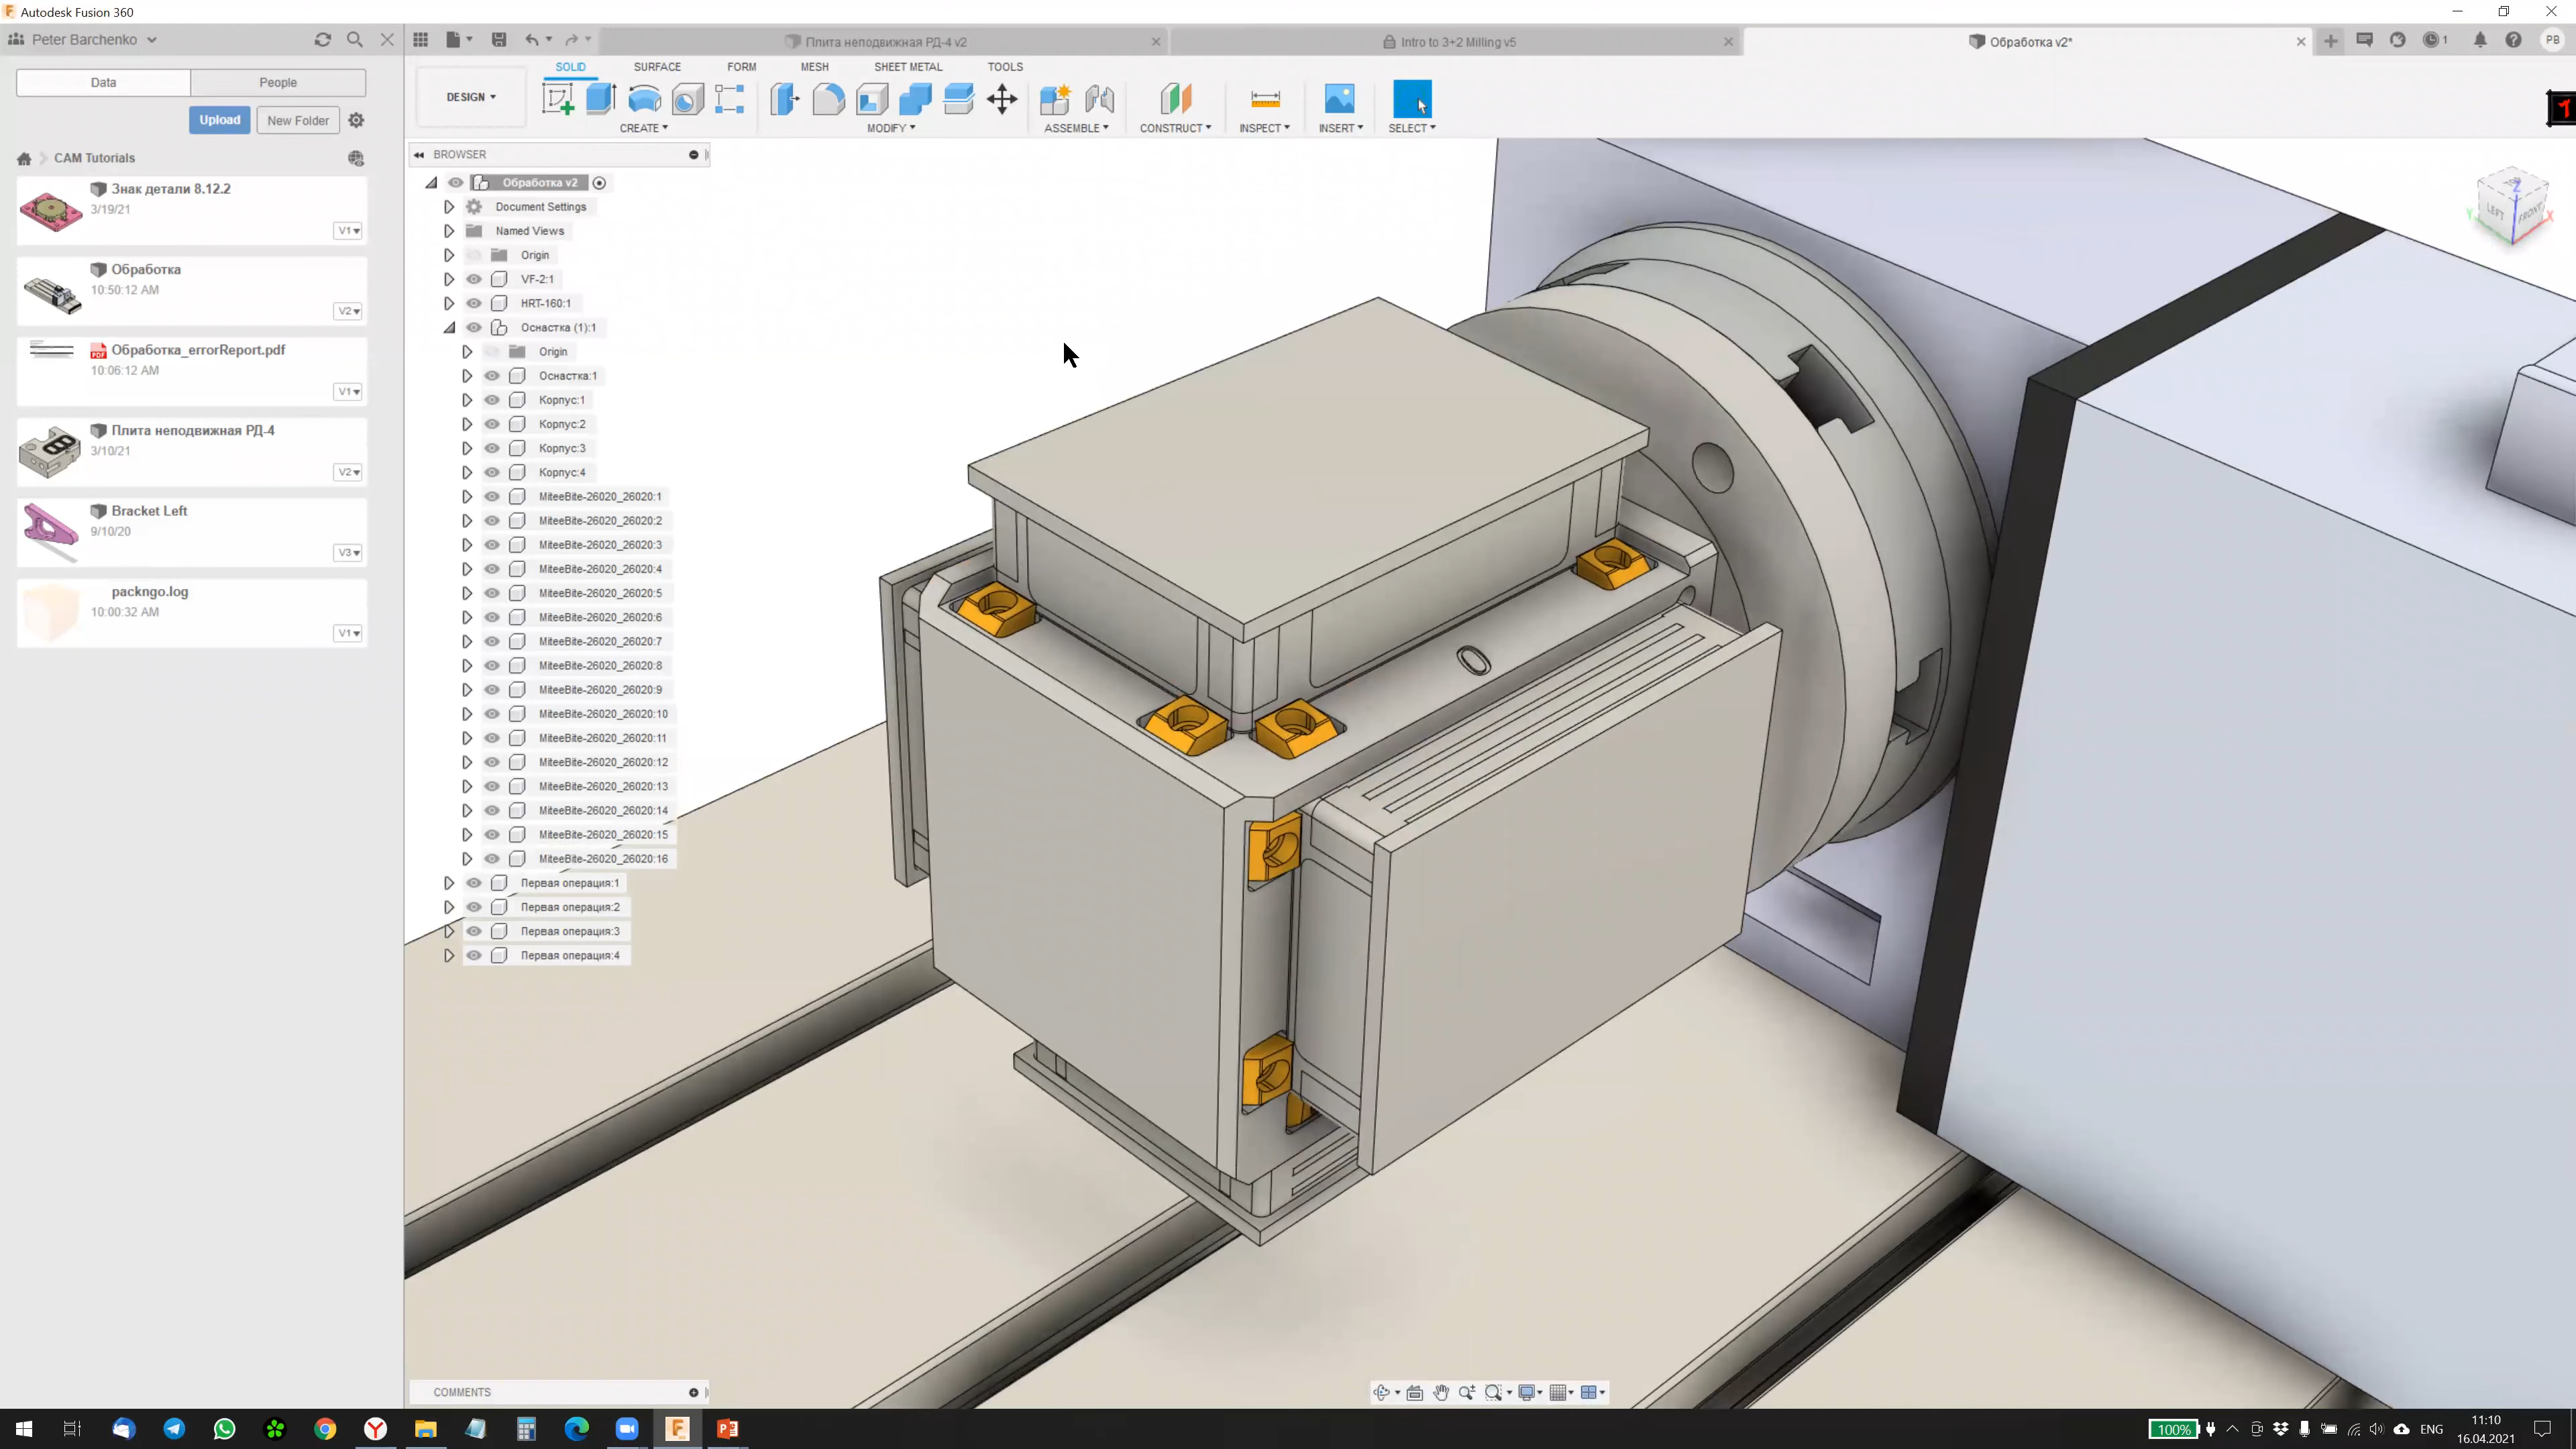 Autodesk Fusion 360
Peter Barchenko
Плита неподвижная РД-4 v2
Intro to 3+2 Milling v5
Обработка v2*
1
PB
Data
People
Upload
New Folder
CAM Tutorials
Знак детали 8.12.2
3/19/21
V1
Обработка
10:50:12 AM
V2
Обработка_errorReport.pdf
10:06:12 AM
V1
Плита неподвижная РД-4
3/10/21
V2
Bracket Left
9/10/20
V3
packngo.log
10:00:32 AM
V1
DESIGN
SOLID
SURFACE
FORM
MESH
SHEET METAL
TOOLS
CREATE
MODIFY
ASSEMBLE
CONSTRUCT
INSPECT
INSERT
SELECT
BROWSER
Обработка v2
Document Settings
Named Views
Origin
VF-2:1
HRT-160:1
Оснастка (1):1
Origin
Оснастка:1
Корпус:1
Корпус:2
Корпус:3
Корпус:4
MiteeBite-26020_26020:1
MiteeBite-26020_26020:2
MiteeBite-26020_26020:3
MiteeBite-26020_26020:4
MiteeBite-26020_26020:5
MiteeBite-26020_26020:6
MiteeBite-26020_26020:7
MiteeBite-26020_26020:8
MiteeBite-26020_26020:9
MiteeBite-26020_26020:10
MiteeBite-26020_26020:11
MiteeBite-26020_26020:12
MiteeBite-26020_26020:13
MiteeBite-26020_26020:14
MiteeBite-26020_26020:15
MiteeBite-26020_26020:16
Первая операция:1
Первая операция:2
Первая операция:3
Первая операция:4
LEFT
FRONT
Z
X
Y
COMMENTS
100%
ENG
11:10
16.04.2021